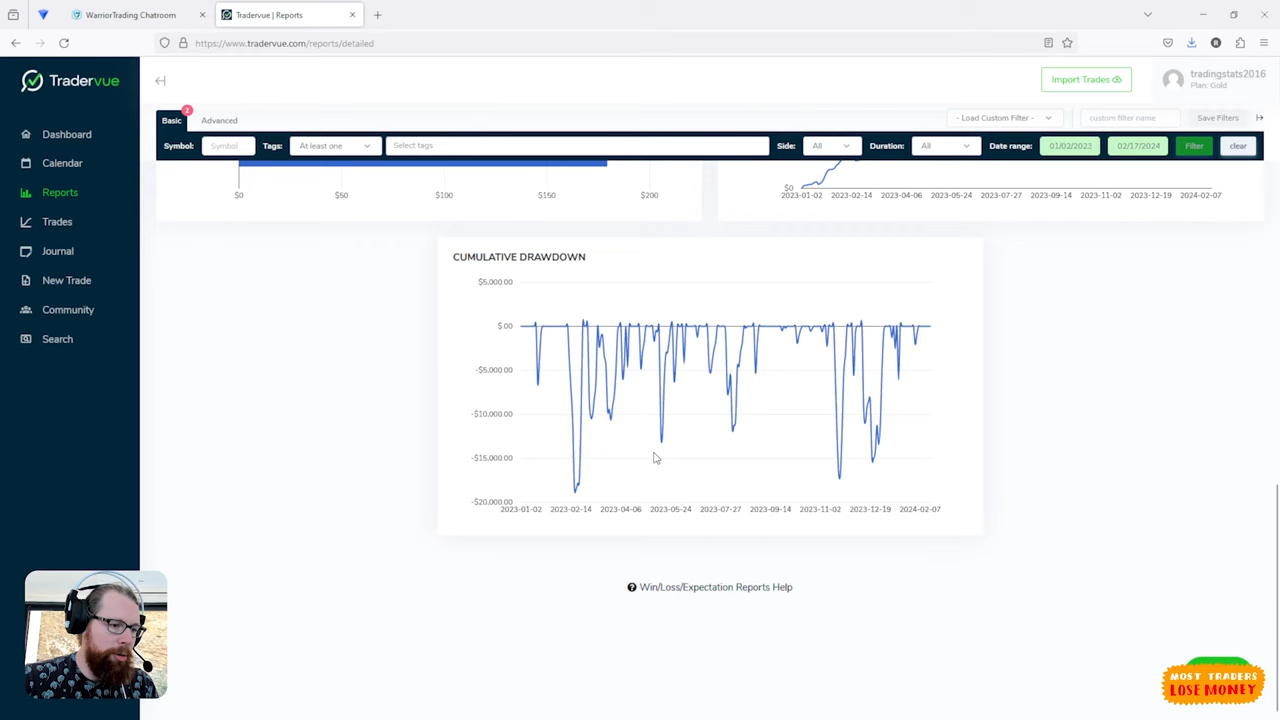 WarriorTrading Chatroom
Tradervue | Reports
https://www.tradervue.com/reports/detailed
Tradervue
Import Trades
tradingstats2016
Plan: Gold
2
Basic
Advanced
- Load Custom Filter -
custom filter name
Save Filters
Symbol:
Symbol
Tags:
At least one
Select tags
Side:
All
Duration:
All
Date range:
01/02/2023
02/17/2024
Filter
clear
Dashboard
Calendar
Reports
Trades
Journal
New Trade
Community
Search
$0
$50
$100
$150
$200
$0
2023-01-02
2023-02-14
2023-04-06
2023-05-24
2023-07-27
2023-09-14
2023-11-02
2023-12-19
2024-02-07
CUMULATIVE DRAWDOWN
$5,000.00
$.00
-$5,000.00
-$10,000.00
-$15,000.00
-$20,000.00
2023-01-02
2023-02-14
2023-04-06
2023-05-24
2023-07-27
2023-09-14
2023-11-02
2023-12-19
2024-02-07
Win/Loss/Expectation Reports Help
MOST TRADERS
LOSE MONEY